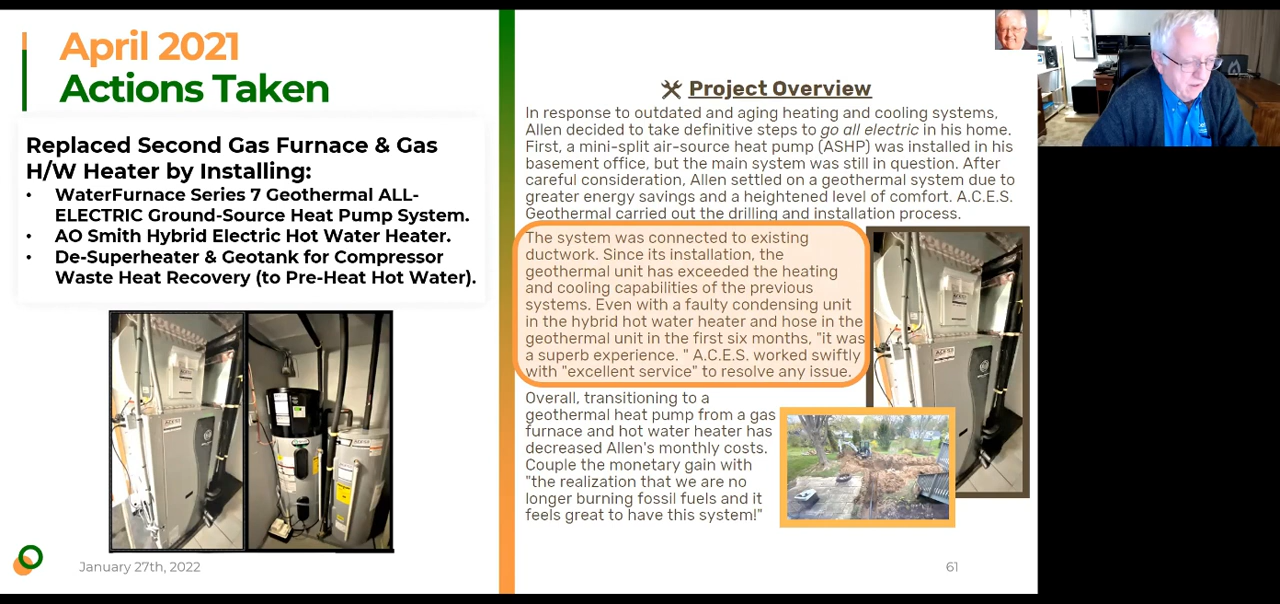 April 2021
Actions Taken
Replaced Second Gas Furnace & Gas
H/W Heater by Installing:
• WaterFurnace Series 7 Geothermal ALL-
ELECTRIC Ground-Source Heat Pump System.
• AO Smith Hybrid Electric Hot Water Heater.
• De-Superheater & Geotank for Compressor
Waste Heat Recovery (to Pre-Heat Hot Water).
January 27th, 2022
Project Overview
In response to outdated and aging heating and cooling systems,
Allen decided to take definitive steps to go all electric in his home.
First, a mini-split air-source heat pump (ASHP) was installed in his
basement office, but the main system was still in question. After
careful consideration, Allen settled on a geothermal system due to
greater energy savings and a heightened level of comfort. A.C.E.S.
Geothermal carried out the drilling and installation process.
The system was connected to existing
ductwork. Since its installation, the
geothermal unit has exceeded the heating
and cooling capabilities of the previous
systems. Even with a faulty condensing unit
in the hybrid hot water heater and hose in the
geothermal unit in the first six months, "it was
a superb experience. " A.C.E.S. worked swiftly
with "excellent service" to resolve any issue.
Overall, transitioning to a
geothermal heat pump from a gas
furnace and hot water heater has
decreased Allen's monthly costs.
Couple the monetary gain with
"the realization that we are no
longer burning fossil fuels and it
feels great to have this system!"
61